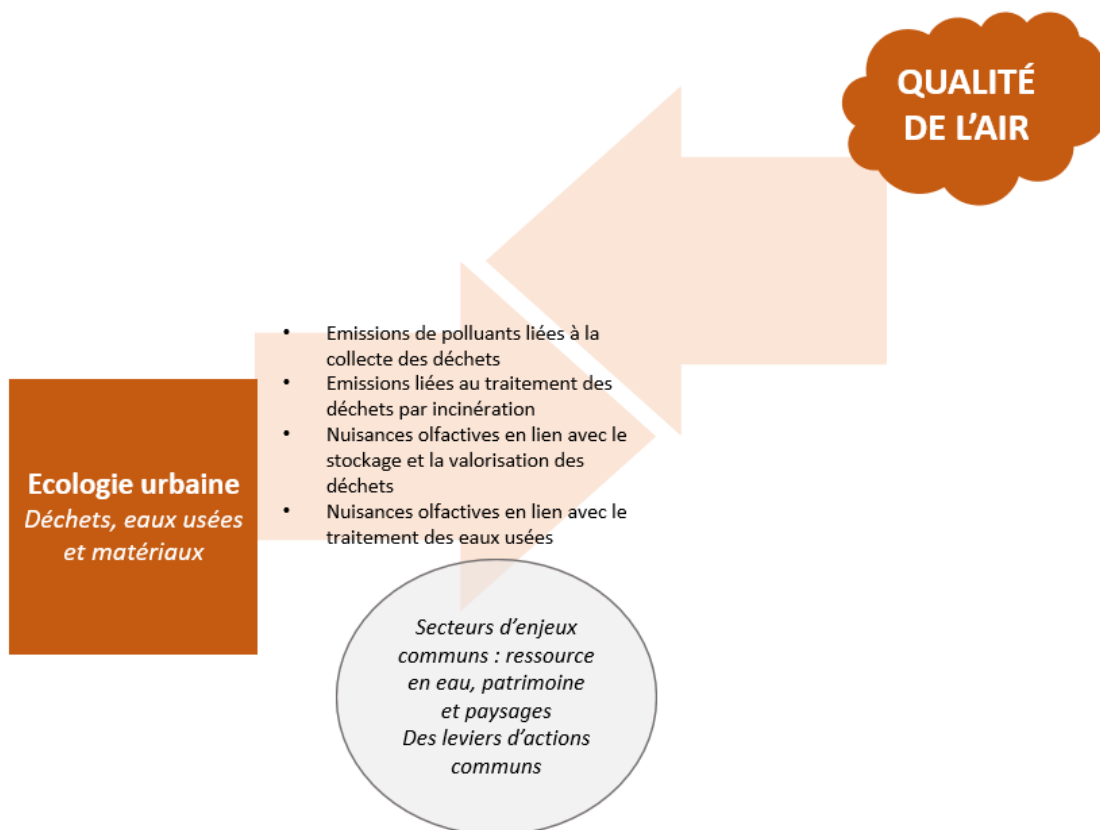 QUALITÉ
DE L’AIR
• Emissions de polluants liées à la
collecte des déchets
• Emissions liées au traitement des
déchets par incinération
• Nuisances olfactives en lien avec le
stockage et la valorisation des
déchets
• Nuisances olfactives en lien avec le
traitement des eaux usées
Ecologie urbaine
Déchets, eaux usées
et matériaux
Secteurs d’enjeux
communs : ressource
en eau, patrimoine
et paysages
Des leviers d’actions
communs